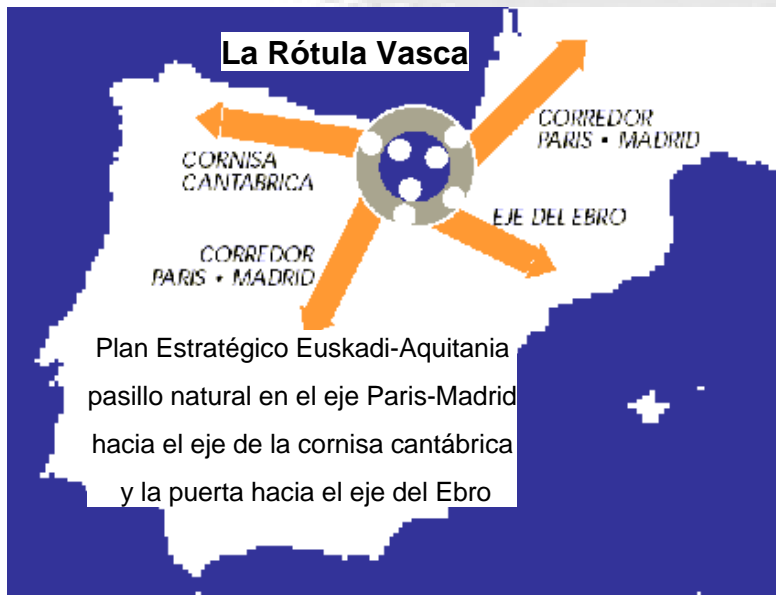 La Rótula Vasca
CORREDOR
PARIS • MADRID
CORNISA
CANTABRICA
EJE DEL EBRO
CORREDOR
PARIS • MADRID
Plan Estratégico Euskadi-Aquitania
pasillo natural en el eje Paris-Madrid
hacia el eje de la cornisa cantábrica
y la puerta hacia el eje del Ebro